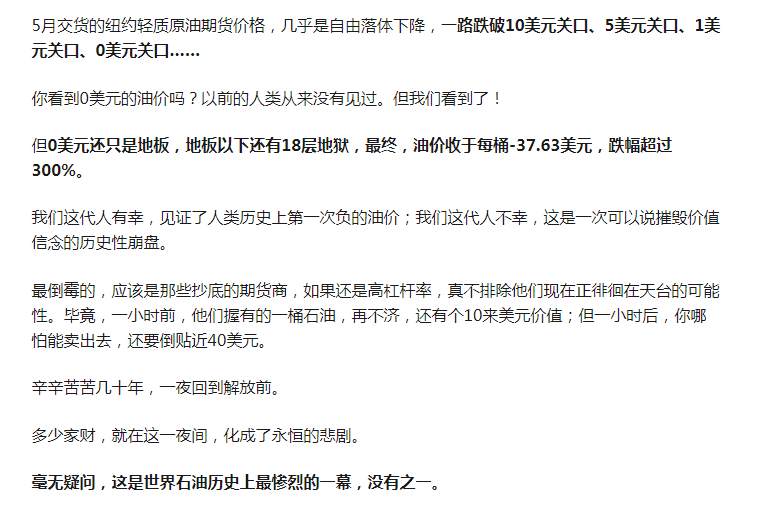 5月交货的纽约轻质原油期货价格，几乎是自由落体下降，一路跌破10美元关口、5美元关口、1美
元关口、0美元关口……
你看到0美元的油价吗？以前的人类从来没有见过。但我们看到了！
但0美元还只是地板，地板以下还有18层地狱，最终，油价收于每桶-37.63美元，跌幅超过
300%。
我们这代人有幸，见证了人类历史上第一次负的油价；我们这代人不幸，这是一次可以说摧毁价值
信念的历史性崩盘。
最倒霉的，应该是那些抄底的期货商，如果还是高杠杆率，真不排除他们现在正徘徊在天台的可能
性。毕竟，一小时前，他们握有的一桶石油，再不济，还有个10来美元价值；但一小时后，你哪
怕能卖出去，还要倒贴近40美元。
辛辛苦苦几十年，一夜回到解放前。
多少家财，就在这一夜间，化成了永恒的悲剧。
毫无疑问，这是世界石油历史上最惨烈的一幕，没有之一。